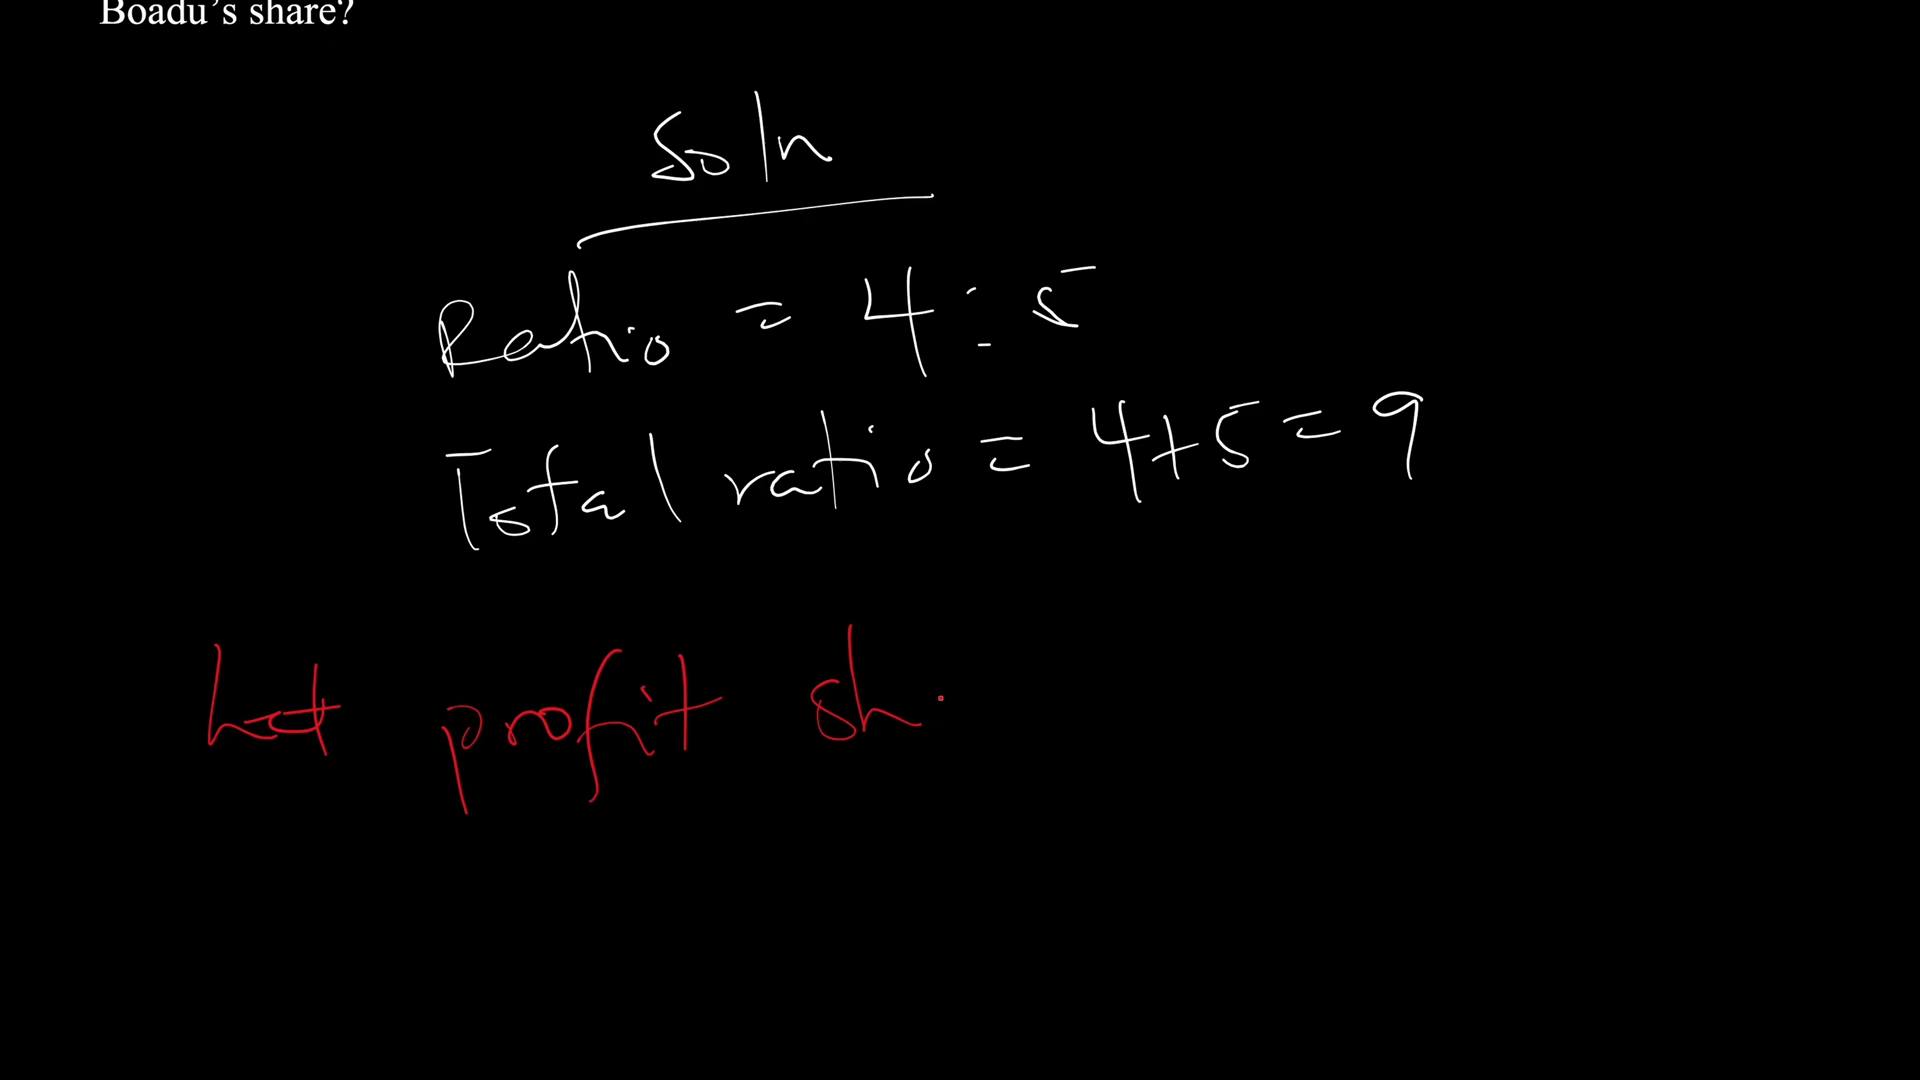 Boadu's share?
Soln
Ratio = 4 : 5
Total ratio = 4+5 = 9
Let profit sh